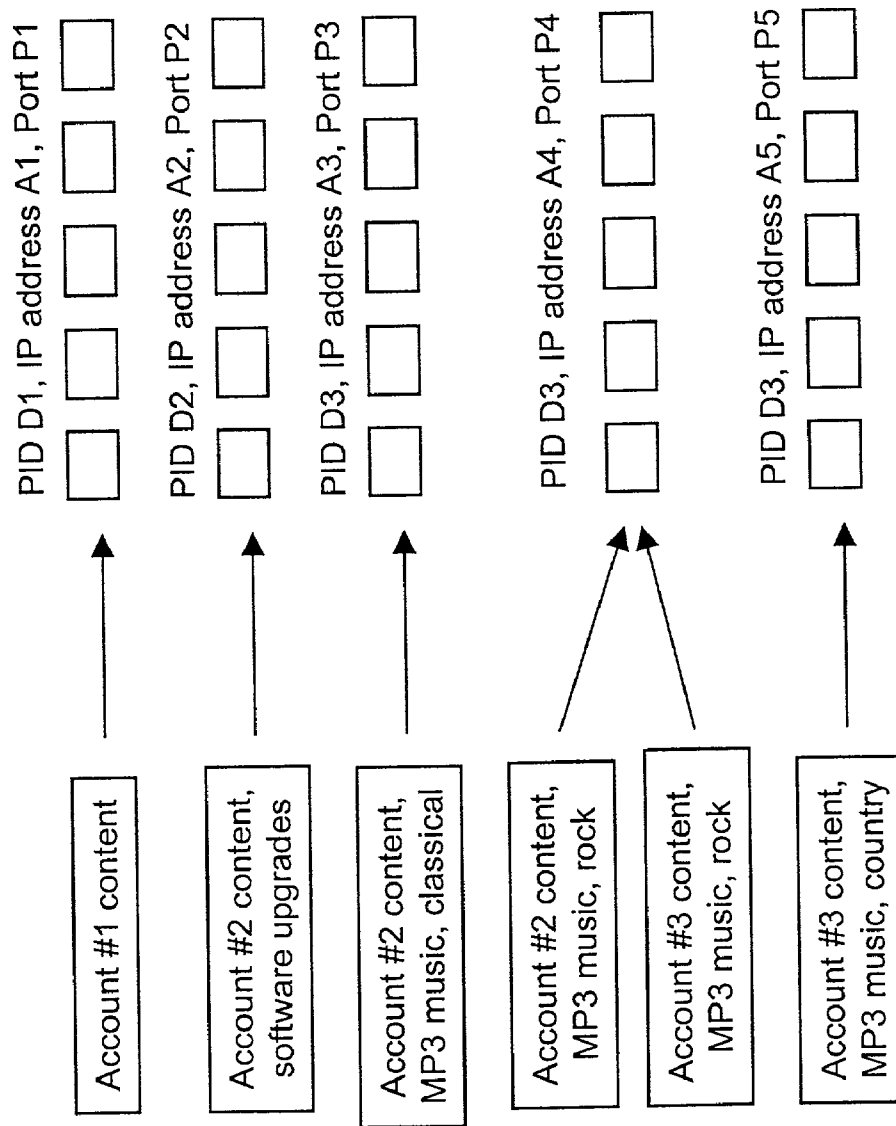 Account #1 content
PID D1, IP address A1, Port P1
Account #2 content,
software upgrades
PID D2, IP address A2, Port P2
Account #2 content,
MP3 music, classical
PID D3, IP address A3, Port P3
Account #2 content,
MP3 music, rock
Account #3 content,
MP3 music, rock
PID D3, IP address A4, Port P4
Account #3 content,
MP3 music, country
PID D3, IP address A5, Port P5